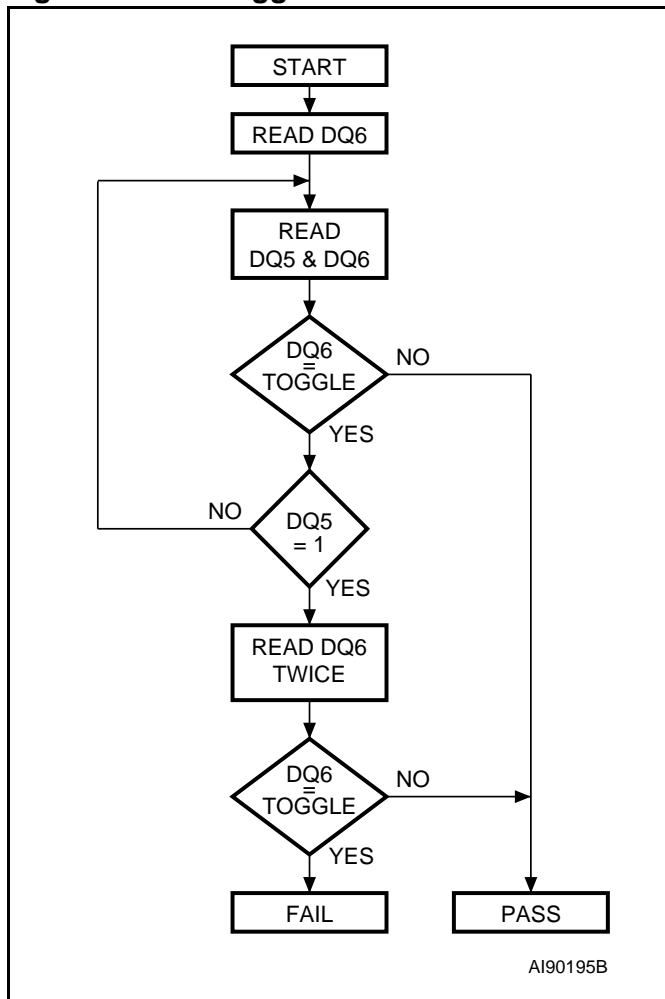 START
READ DQ6
READ
DQ5 & DQ6
DQ6
=
TOGGLE
NO
YES
NO
DQ5
= 1
YES
READ DQ6
TWICE
DQ6
=
TOGGLE
NO
YES
FAIL
PASS
AI90195B